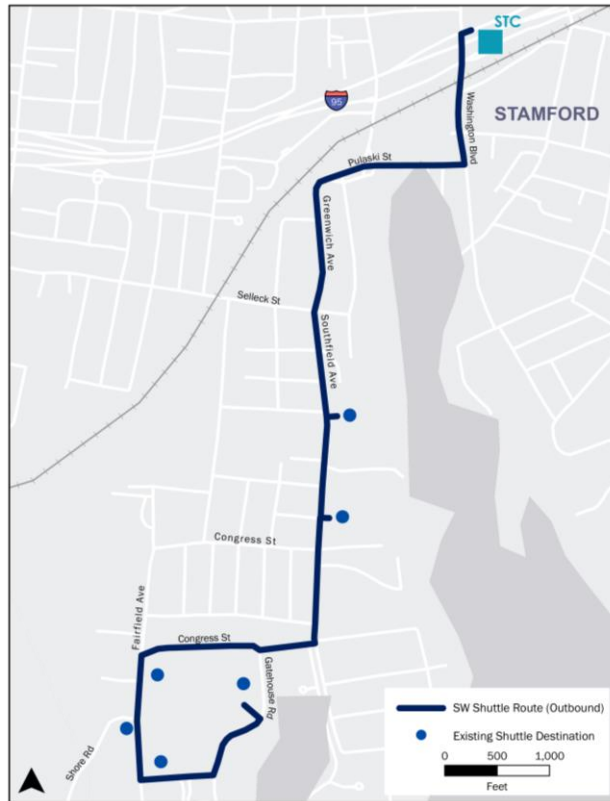 STC
95
STAMFORD
Washington Blvd
Pulaski St
Greenwich Ave
Selleck St
Southfield Ave
Congress St
Fairfield Ave
Congress St
Gatehouse Rd
Shore Rd
SW Shuttle Route (Outbound)
Existing Shuttle Destination
0 500 1,000
Feet